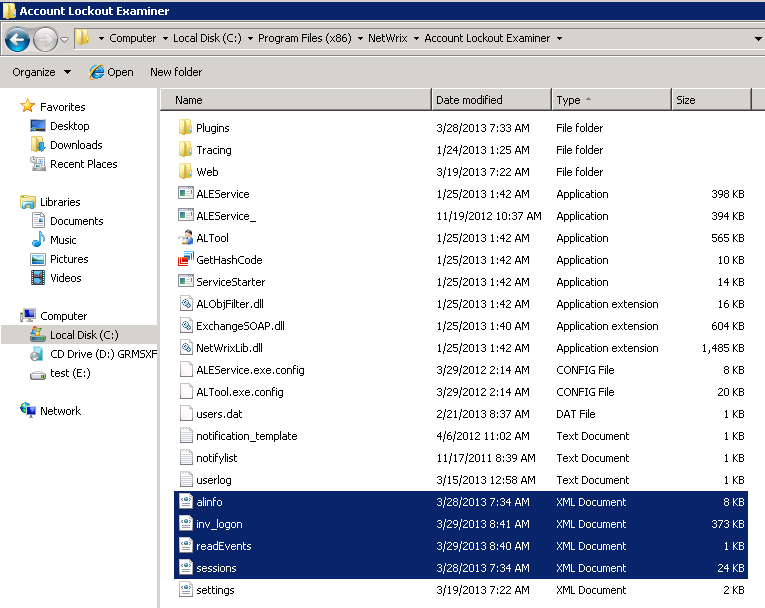 Account Lockout Examiner
Computer Local Disk (C:) Program Files (x86) NetWrix Account Lockout Examiner
Organize Open New folder
Name Date modified Type Size
Favorites
Desktop
Downloads
Recent Places
Libraries
Documents
Music
Pictures
Videos
Computer
Local Disk (C:)
CD Drive (D:) GRMSXF
test (E:)
Network
Plugins 3/28/2013 7:33 AM File folder
Tracing 1/24/2013 1:25 AM File folder
Web 3/19/2013 7:22 AM File folder
ALEService 1/25/2013 1:42 AM Application 398 KB
ALEService_ 11/19/2012 10:37 AM Application 394 KB
ALTool 1/25/2013 1:42 AM Application 565 KB
GetHashCode 1/25/2013 1:42 AM Application 10 KB
ServiceStarter 1/25/2013 1:42 AM Application 14 KB
ALObjFilter.dll 1/25/2013 1:42 AM Application extension 16 KB
ExchangeSOAP.dll 1/25/2013 1:40 AM Application extension 604 KB
NetWrixLib.dll 1/25/2013 1:42 AM Application extension 1,485 KB
ALEService.exe.config 3/29/2012 2:14 AM CONFIG File 8 KB
ALTool.exe.config 3/29/2012 2:14 AM CONFIG File 20 KB
users.dat 2/21/2013 8:37 AM DAT File 1 KB
notification_template 4/6/2012 11:02 AM Text Document 1 KB
notifylist 11/17/2011 8:39 AM Text Document 1 KB
userlog 3/15/2013 12:58 AM Text Document 1 KB
alinfo 3/28/2013 7:34 AM XML Document 8 KB
inv_logon 3/29/2013 8:41 AM XML Document 373 KB
readEvents 3/29/2013 8:40 AM XML Document 1 KB
sessions 3/28/2013 7:34 AM XML Document 24 KB
settings 3/19/2013 7:22 AM XML Document 2 KB